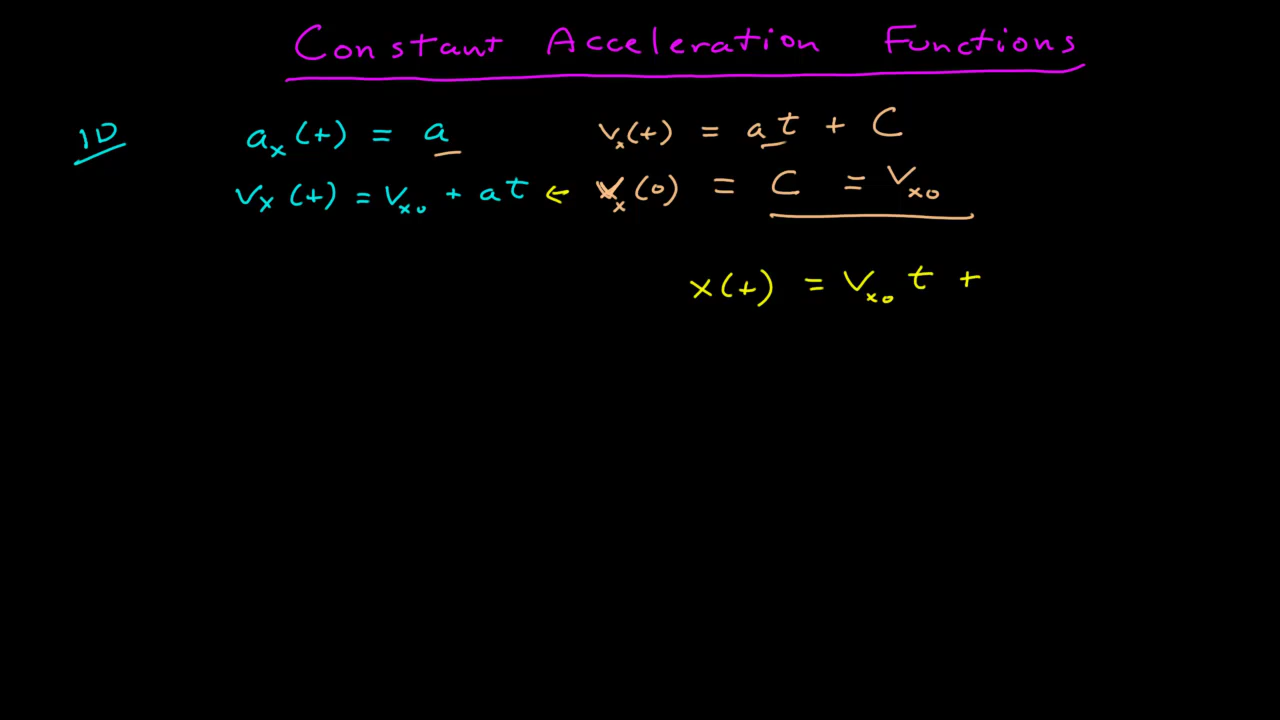 Constant Acceleration Functions
1D
aₓ(t) = a
vₓ(t) = at + C
vₓ(t) = vₓ₀ + at ← vₓ(0) = C = vₓ₀
x(t) = vₓ₀ t +